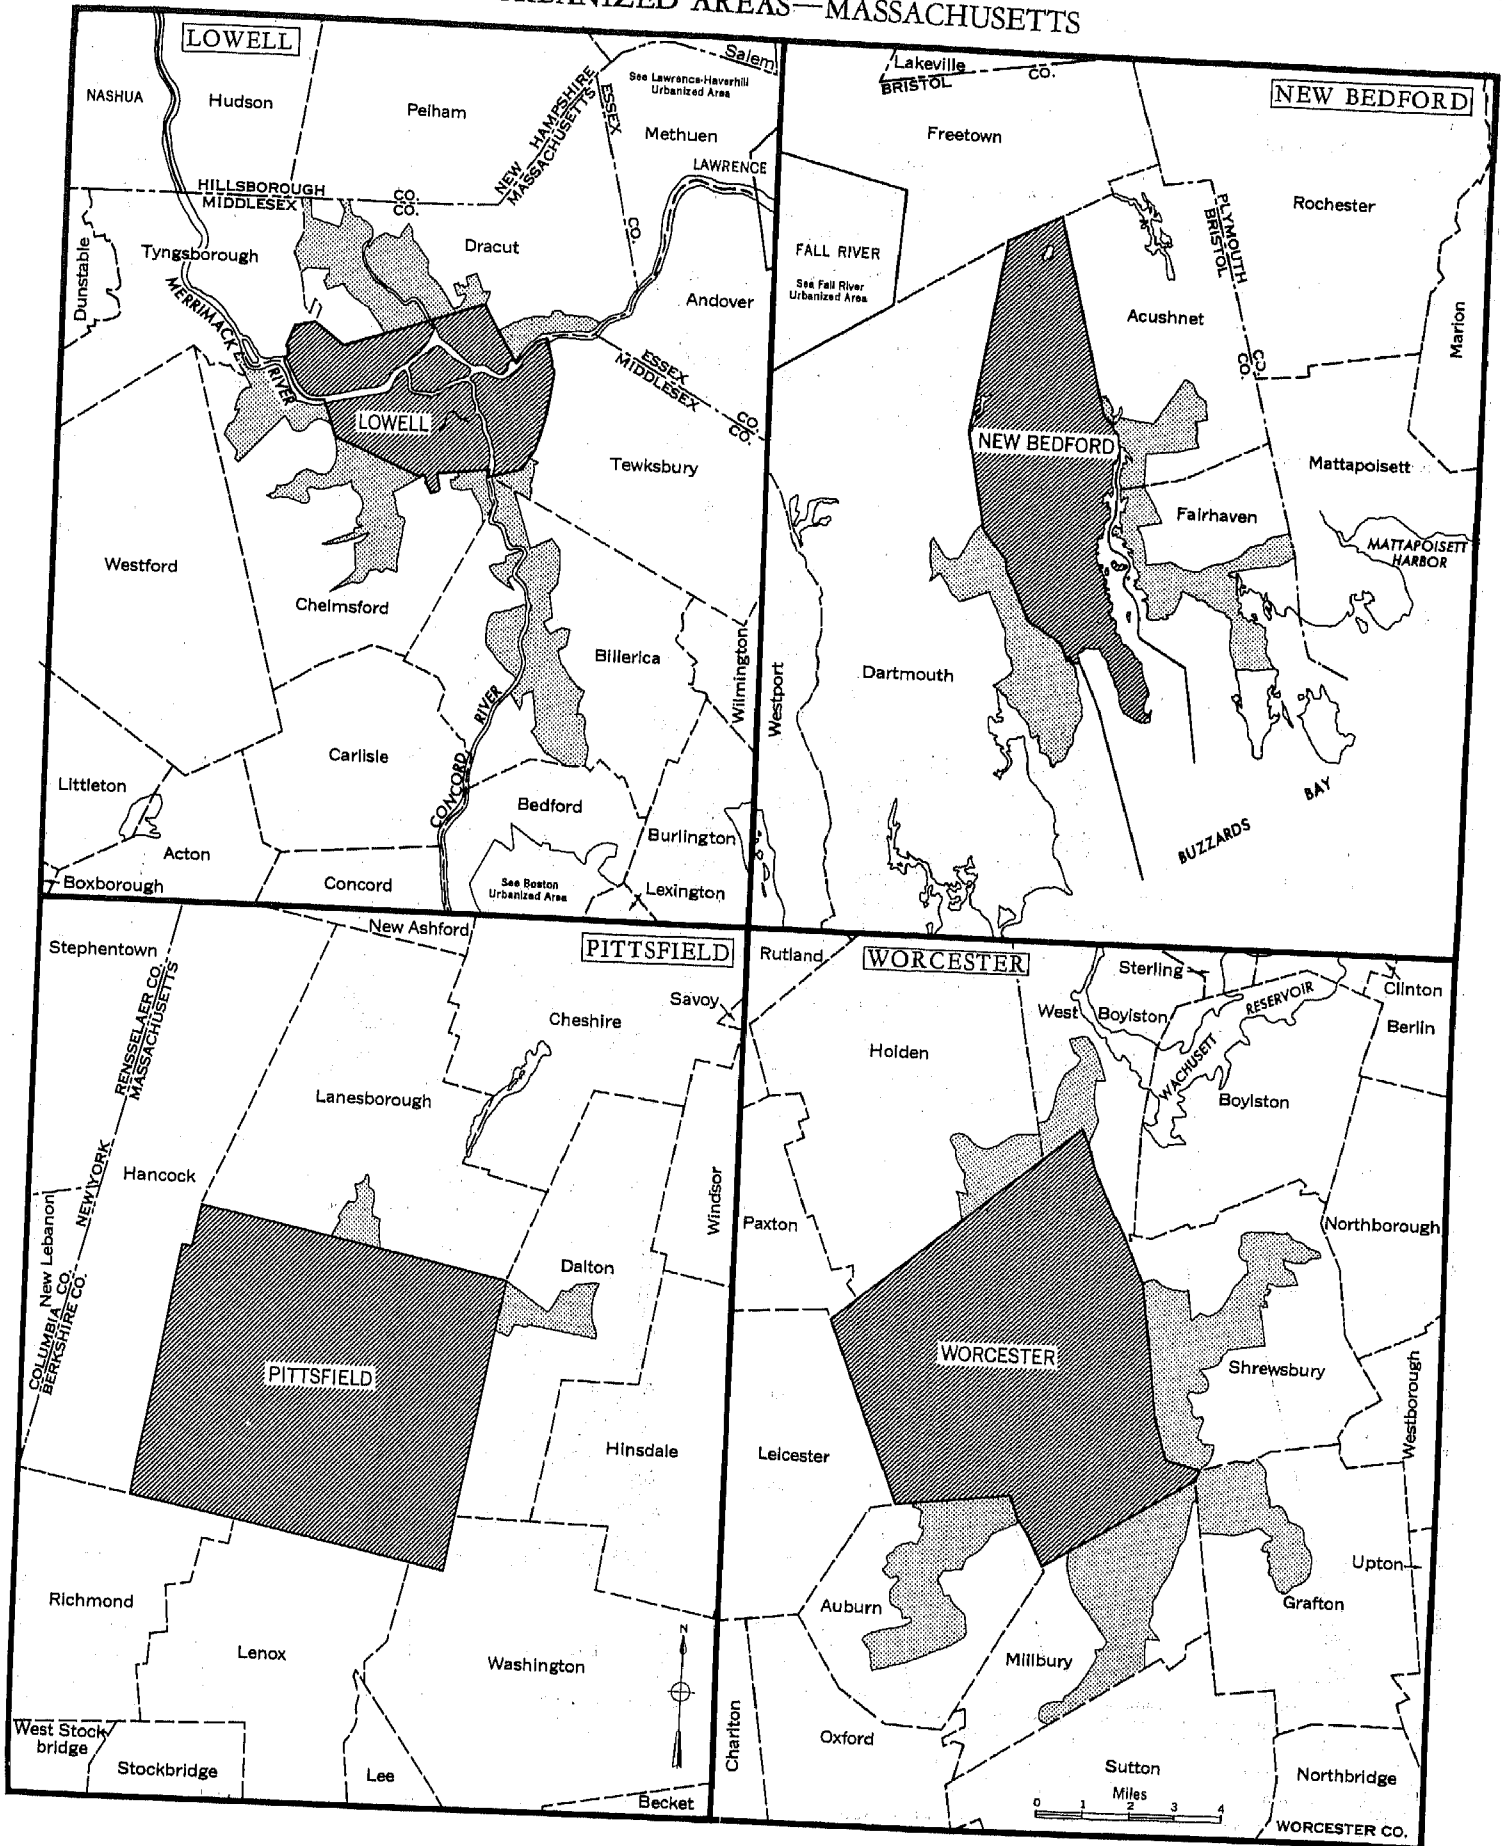 URBANIZED AREAS—MASSACHUSETTS
LOWELL
NASHUA
Hudson
Pelham
NEW HAMPSHIRE
MASSACHUSETTS
ESSEX
CO.
Salem
See Lawrence-Haverhill
Urbanized Area
Methuen
LAWRENCE
HILLSBOROUGH CO.
MIDDLESEX CO.
Dunstable
Tyngsborough
Dracut
Andover
MERRIMACK
RIVER
ESSEX CO.
MIDDLESEX CO.
LOWELL
Tewksbury
Westford
Chelmsford
Billerica
Wilmington
Carlisle
CONCORD RIVER
Littleton
Bedford
Burlington
Acton
Boxborough
Concord
See Boston
Urbanized Area
Lexington
NEW BEDFORD
Lakeville
BRISTOL CO.
Freetown
Rochester
FALL RIVER
See Fall River
Urbanized Area
PLYMOUTH CO.
BRISTOL CO.
Acushnet
Marion
NEW BEDFORD
Mattapoisett
Fairhaven
MATTAPOISETT
HARBOR
Dartmouth
Westport
BUZZARDS BAY
PITTSFIELD
Stephentown
New Ashford
Savoy
Cheshire
RENSSELAER CO.
MASSACHUSETTS
Lanesborough
NEW YORK
Hancock
New Lebanon
Windsor
COLUMBIA CO.
BERKSHIRE CO.
Dalton
PITTSFIELD
Hinsdale
Richmond
Lenox
Washington
N
West Stock
bridge
Stockbridge
Lee
Becket
WORCESTER
Rutland
Sterling
Clinton
West Boylston
RESERVOIR
WACHUSETT
Berlin
Holden
Boylston
Paxton
Northborough
WORCESTER
Shrewsbury
Westborough
Leicester
Upton
Auburn
Grafton
Millbury
Charlton
Oxford
Sutton
Northbridge
Miles
0 1 2 3 4
WORCESTER CO.